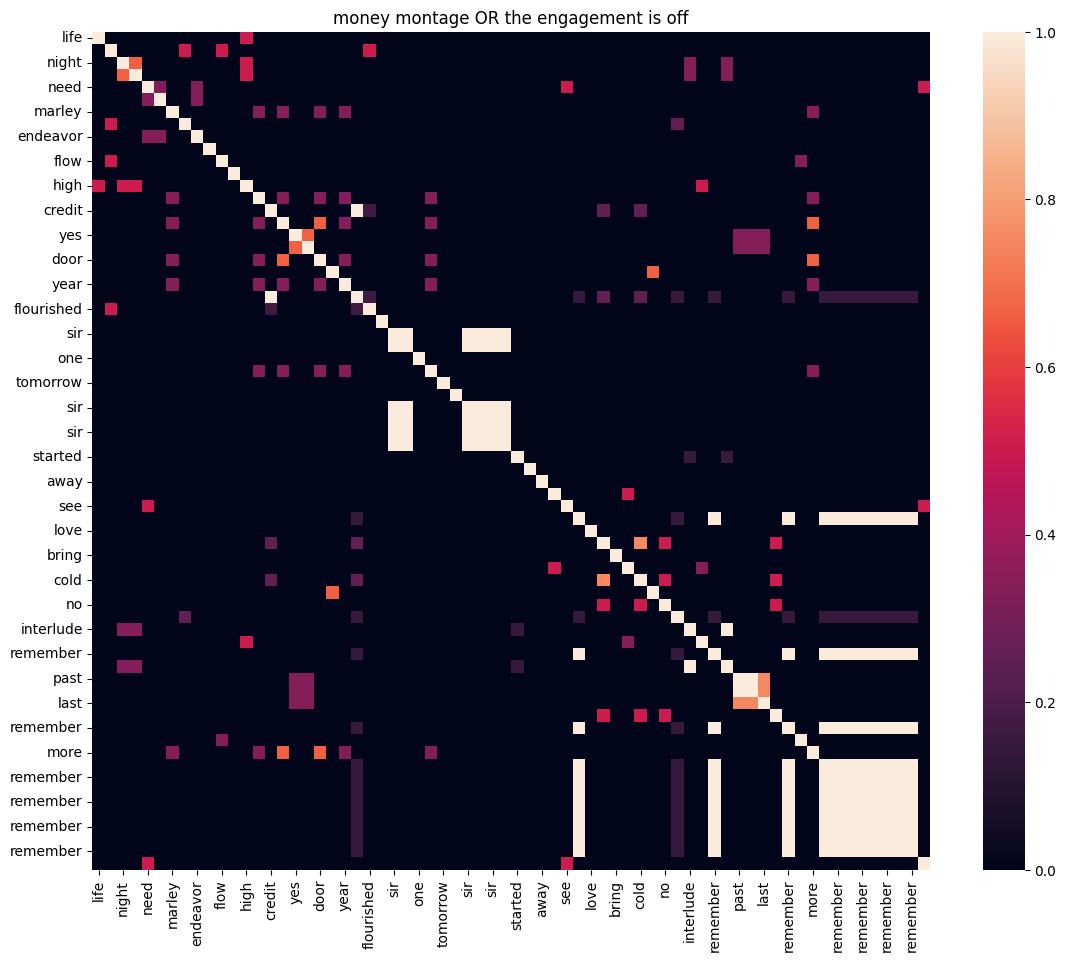 money montage OR the engagement is off
life
night
need
marley
endeavor
flow
high
credit
yes
door
year
flourished
sir
one
tomorrow
sir
sir
started
away
see
love
bring
cold
no
interlude
remember
past
last
remember
more
remember
remember
remember
remember
1.0
0.8
0.6
0.4
0.2
0.0
life
night
need
marley
endeavor
flow
high
credit
yes
door
year
flourished
sir
one
tomorrow
sir
sir
started
away
see
love
bring
cold
no
interlude
remember
past
last
remember
more
remember
remember
remember
remember